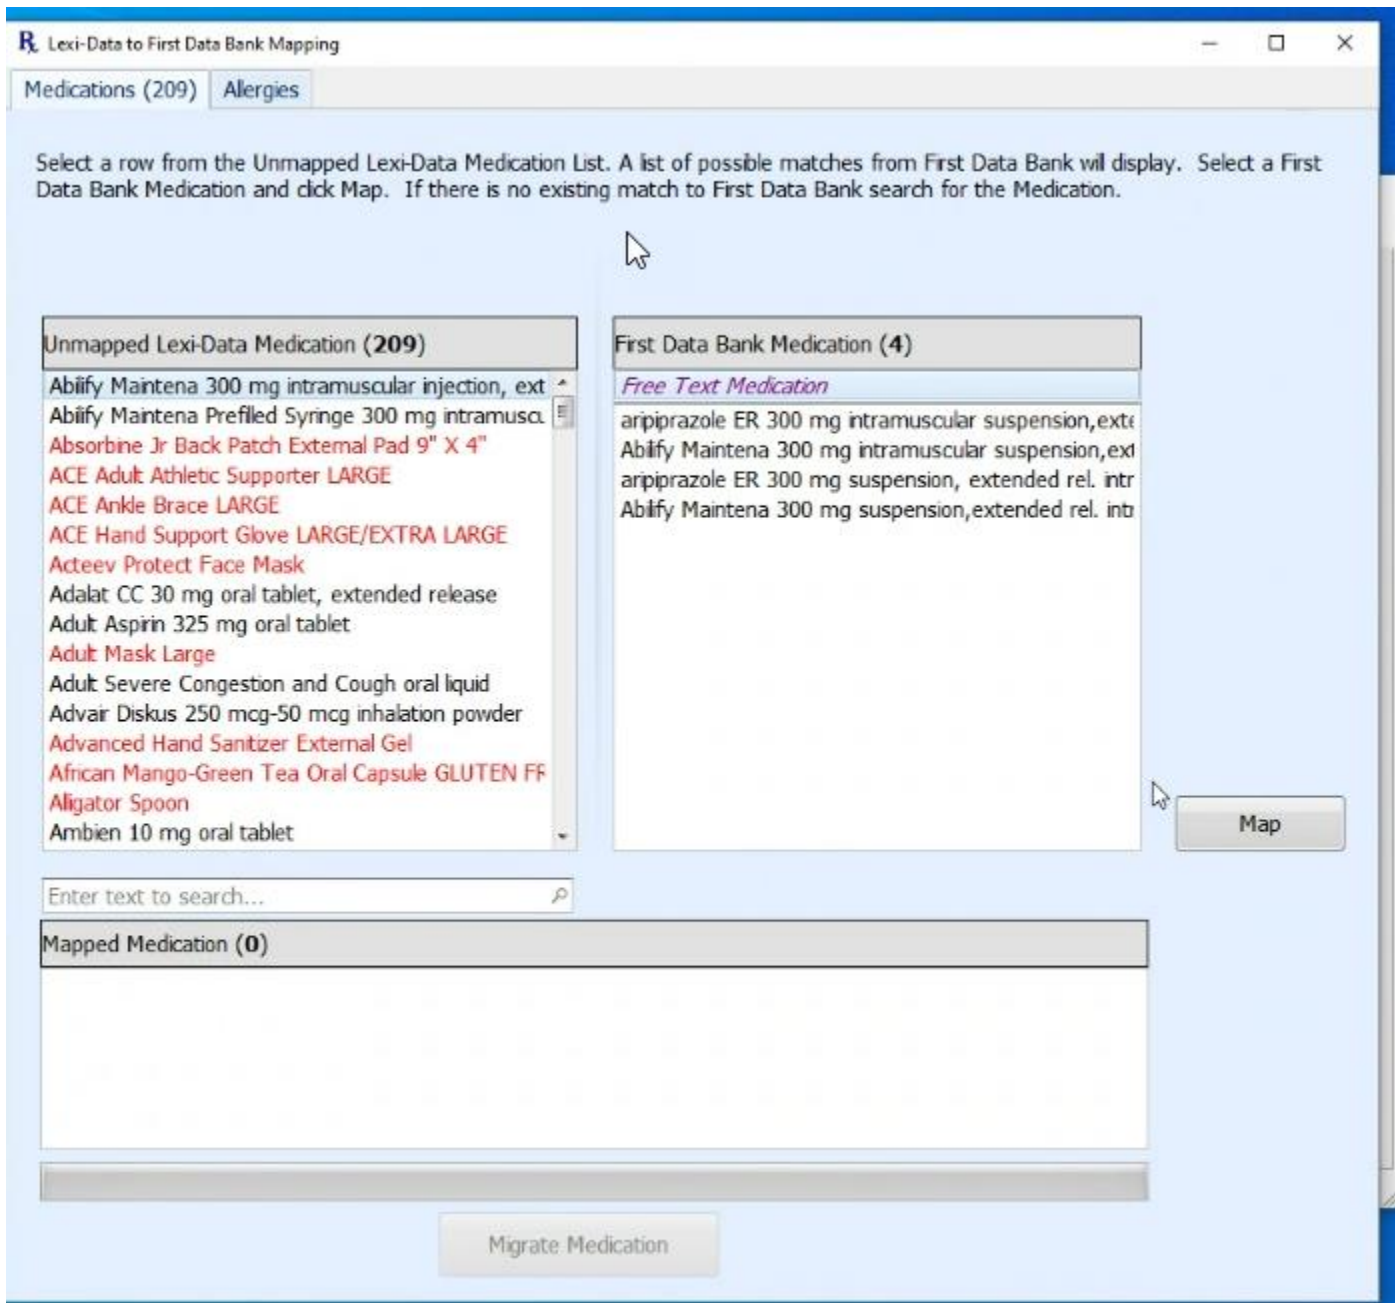 Rx Lexi-Data to First Data Bank Mapping
Medications (209) Allergies
Select a row from the Unmapped Lexi-Data Medication List. A list of possible matches from First Data Bank will display. Select a First
Data Bank Medication and click Map. If there is no existing match to First Data Bank search for the Medication.
Unmapped Lexi-Data Medication (209)
Abilify Maintena 300 mg intramuscular injection, ext
Abilify Maintena Prefilled Syringe 300 mg intramuscu
Absorbine Jr Back Patch External Pad 9" X 4"
ACE Adult Athletic Supporter LARGE
ACE Ankle Brace LARGE
ACE Hand Support Glove LARGE/EXTRA LARGE
Acteev Protect Face Mask
Adalat CC 30 mg oral tablet, extended release
Adult Aspirin 325 mg oral tablet
Adult Mask Large
Adult Severe Congestion and Cough oral liquid
Advair Diskus 250 mcg-50 mcg inhalation powder
Advanced Hand Sanitizer External Gel
African Mango-Green Tea Oral Capsule GLUTEN FR
Aligator Spoon
Ambien 10 mg oral tablet
Enter text to search...
First Data Bank Medication (4)
Free Text Medication
aripiprazole ER 300 mg intramuscular suspension,exte
Abilify Maintena 300 mg intramuscular suspension,ext
aripiprazole ER 300 mg suspension, extended rel. intr
Abilify Maintena 300 mg suspension,extended rel. intr
Map
Mapped Medication (0)
Migrate Medication